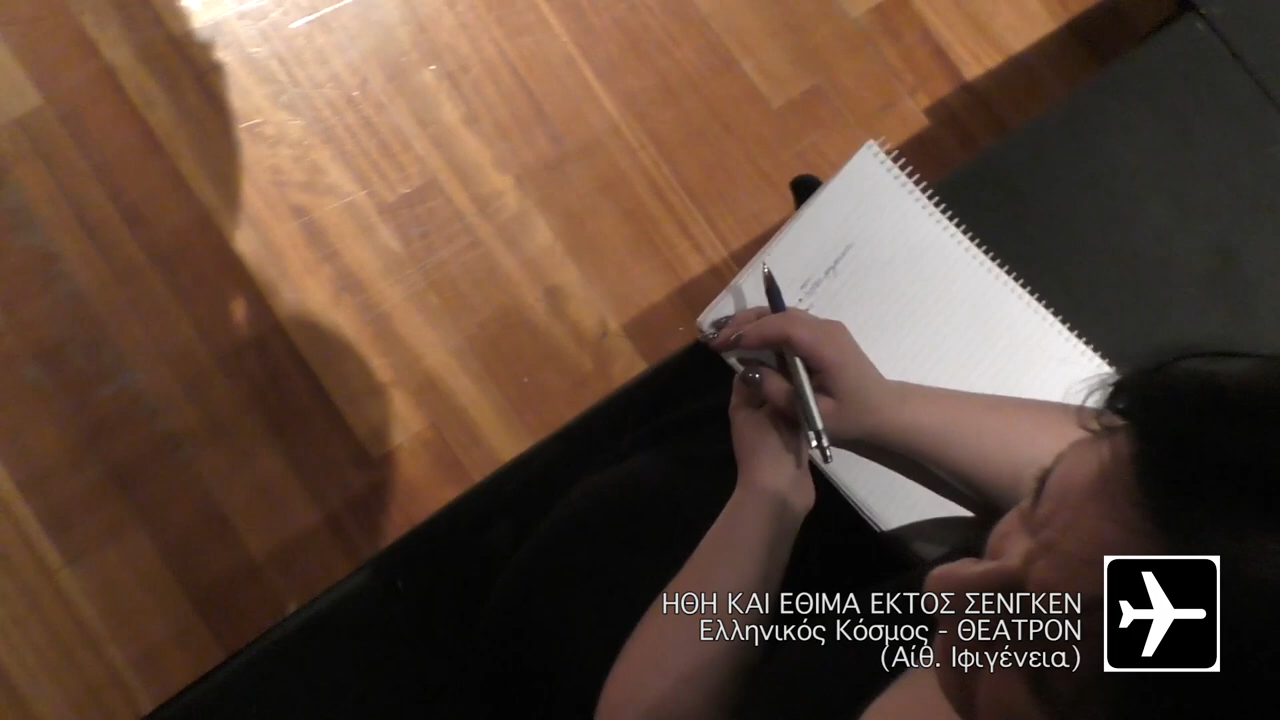 ΗΘΗ ΚΑΙ ΕΘΙΜΑ ΕΚΤΟΣ ΣΕΝΓΚΕΝ
Ελληνικός Κόσμος - ΘΕΑΤΡΟΝ
(Αίθ. Ιφιγένεια)